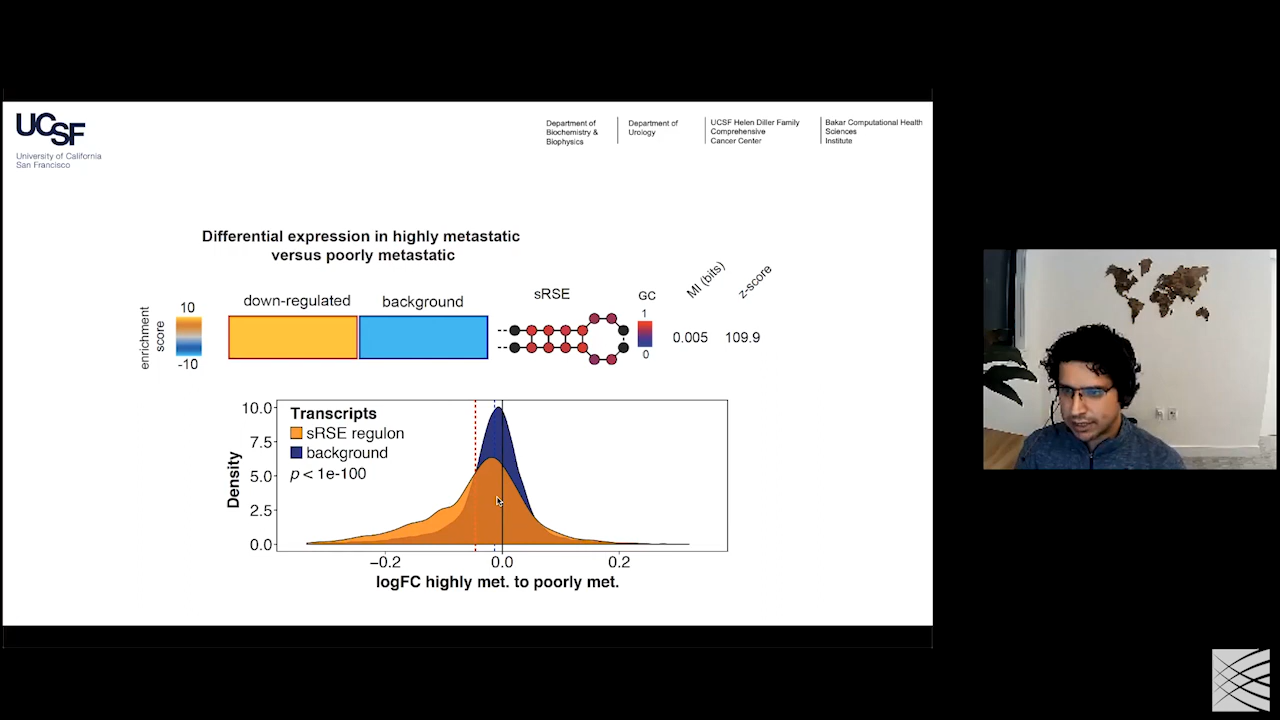 UCSF
University of California
San Francisco
Department of
Biochemistry &
Biophysics
Department of
Urology
UCSF Helen Diller Family
Comprehensive
Cancer Center
Bakar Computational Health
Sciences
Institute
Differential expression in highly metastatic
versus poorly metastatic
enrichment
score
10
-10
down-regulated
background
sRSE
GC
1
0
MI (bits)
z-score
0.005
109.9
Transcripts
sRSE regulon
background
p < 1e-100
Density
10.0
7.5
5.0
2.5
0.0
−0.2
0.0
0.2
logFC highly met. to poorly met.